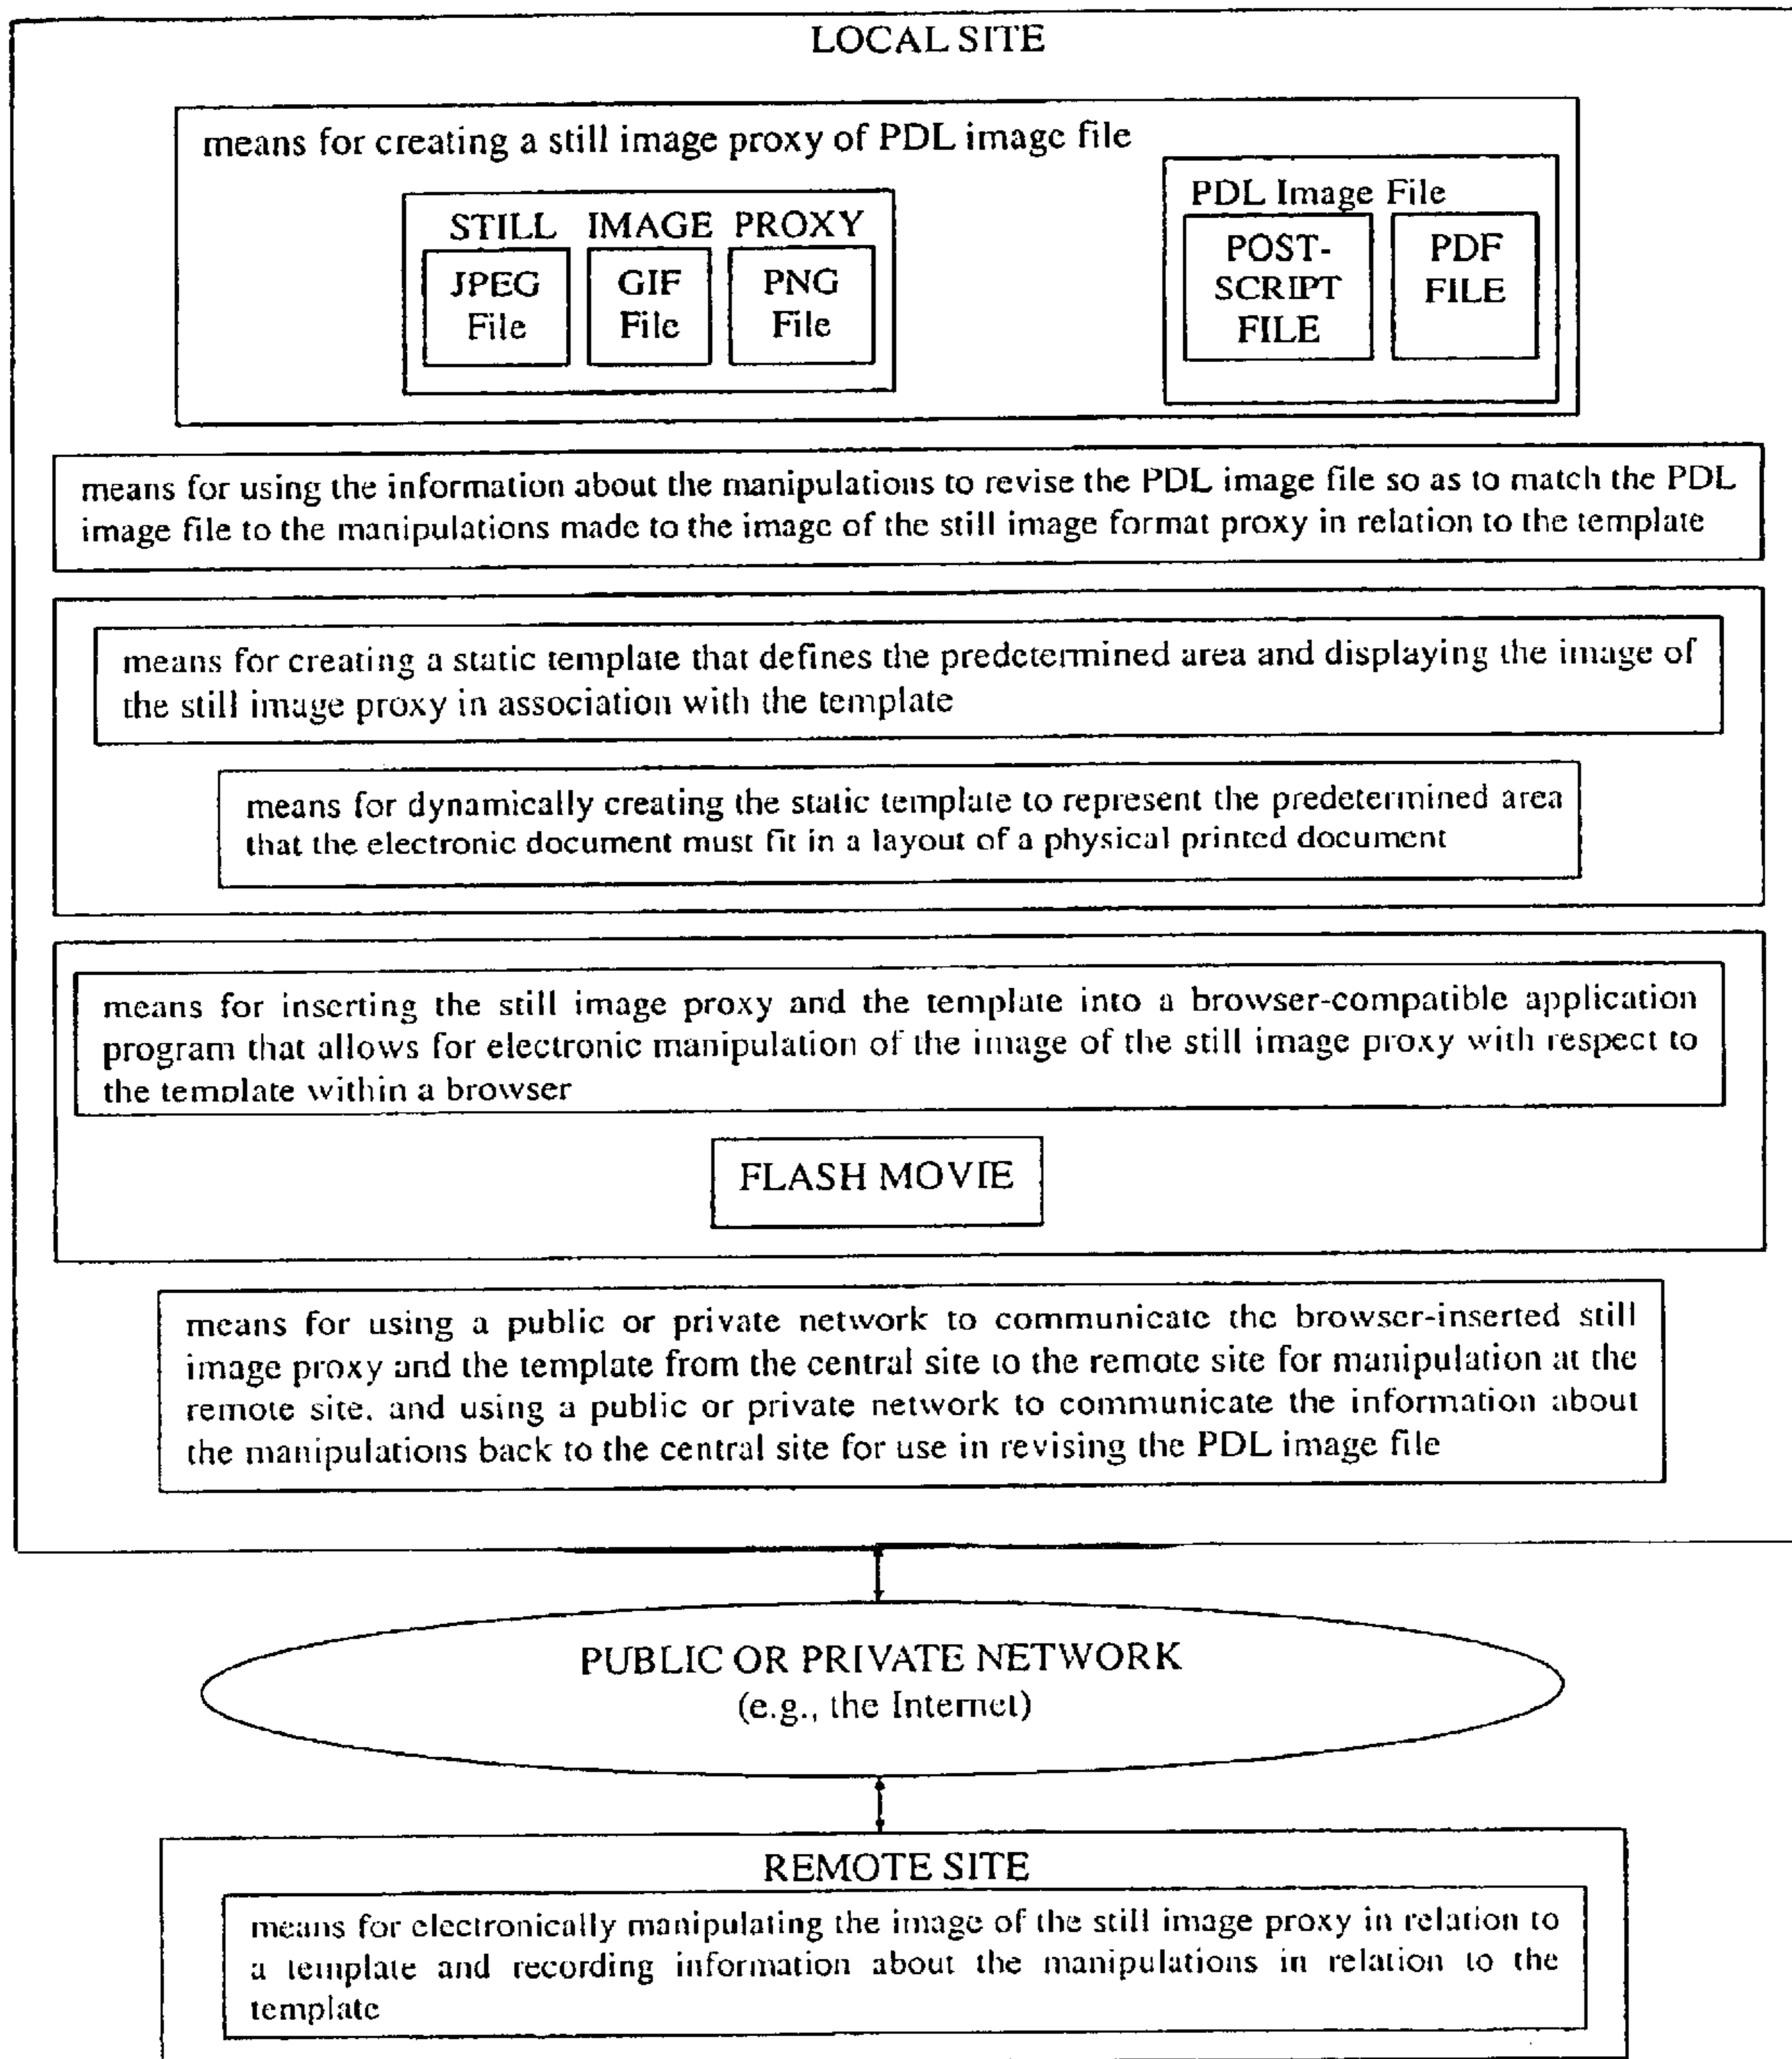 LOCAL SITE
means for creating a still image proxy of PDL image file
STILL IMAGE PROXY
JPEG
File
GIF
File
PNG
File
PDL Image File
POST-
SCRIPT
FILE
PDF
FILE
means for using the information about the manipulations to revise the PDL image file so as to match the PDL
image file to the manipulations made to the image of the still image format proxy in relation to the template
means for creating a static template that defines the predetermined area and displaying the image of
the still image proxy in association with the template
means for dynamically creating the static template to represent the predetermined area
that the electronic document must fit in a layout of a physical printed document
means for inserting the still image proxy and the template into a browser-compatible application
program that allows for electronic manipulation of the image of the still image proxy with respect to
the template within a browser
FLASH MOVIE
means for using a public or private network to communicate the browser-inserted still
image proxy and the template from the central site to the remote site for manipulation at the
remote site, and using a public or private network to communicate the information about
the manipulations back to the central site for use in revising the PDL image file
PUBLIC OR PRIVATE NETWORK
(e.g., the Internet)
REMOTE SITE
means for electronically manipulating the image of the still image proxy in relation to
a template and recording information about the manipulations in relation to the
template